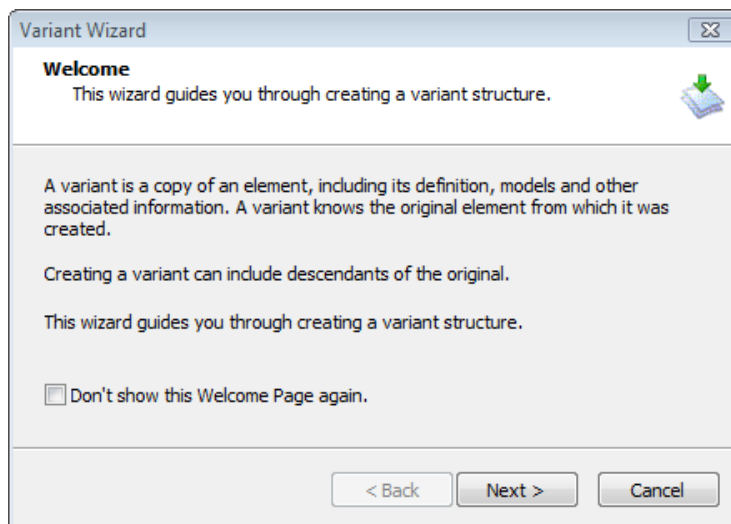 Variant Wizard
Welcome
This wizard guides you through creating a variant structure.
A variant is a copy of an element, including its definition, models and other
associated information. A variant knows the original element from which it was
created.
Creating a variant can include descendants of the original.
This wizard guides you through creating a variant structure.
Don't show this Welcome Page again.
< Back Next > Cancel